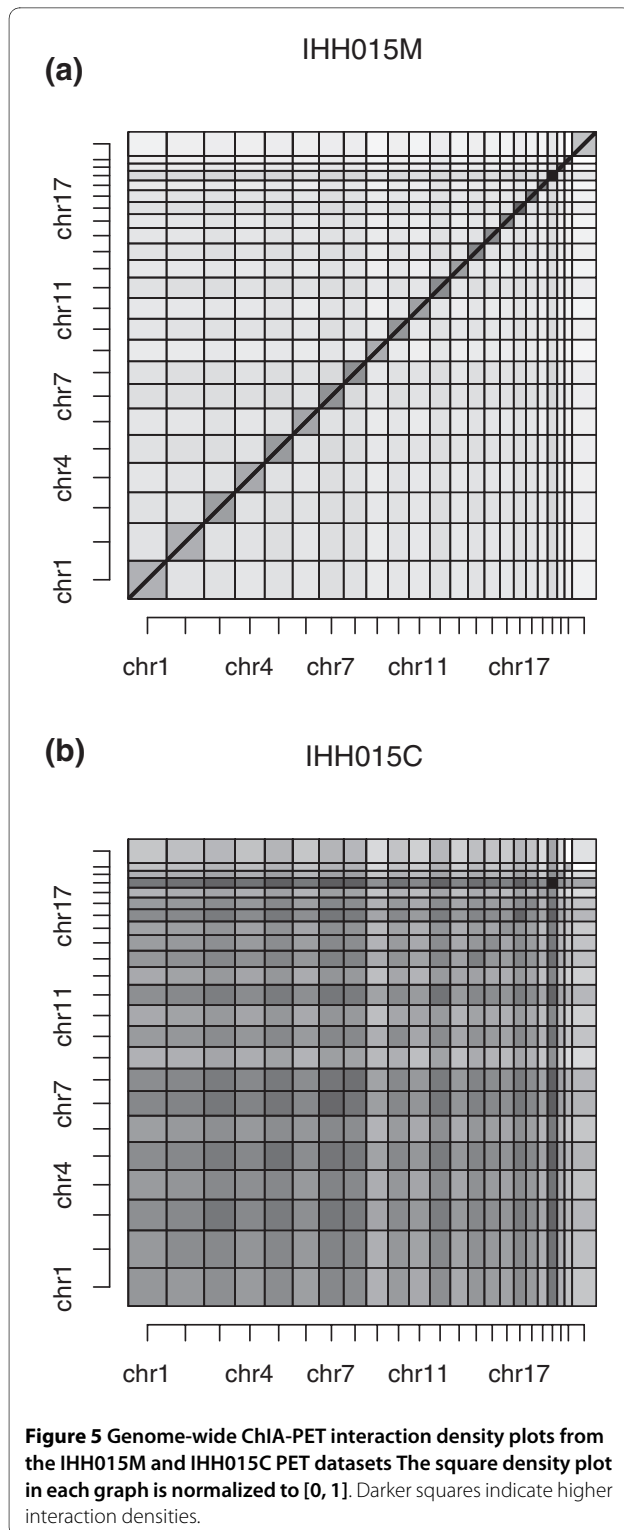 (a)
IHH015M
chr17
chr11
chr7
chr4
chr1
chr1 chr4 chr7 chr11 chr17
(b)
IHH015C
chr17
chr11
chr7
chr4
chr1
chr1 chr4 chr7 chr11 chr17
Figure 5 Genome-wide ChIA-PET interaction density plots from
the IHH015M and IHH015C PET datasets The square density plot
in each graph is normalized to [0, 1]. Darker squares indicate higher
interaction densities.